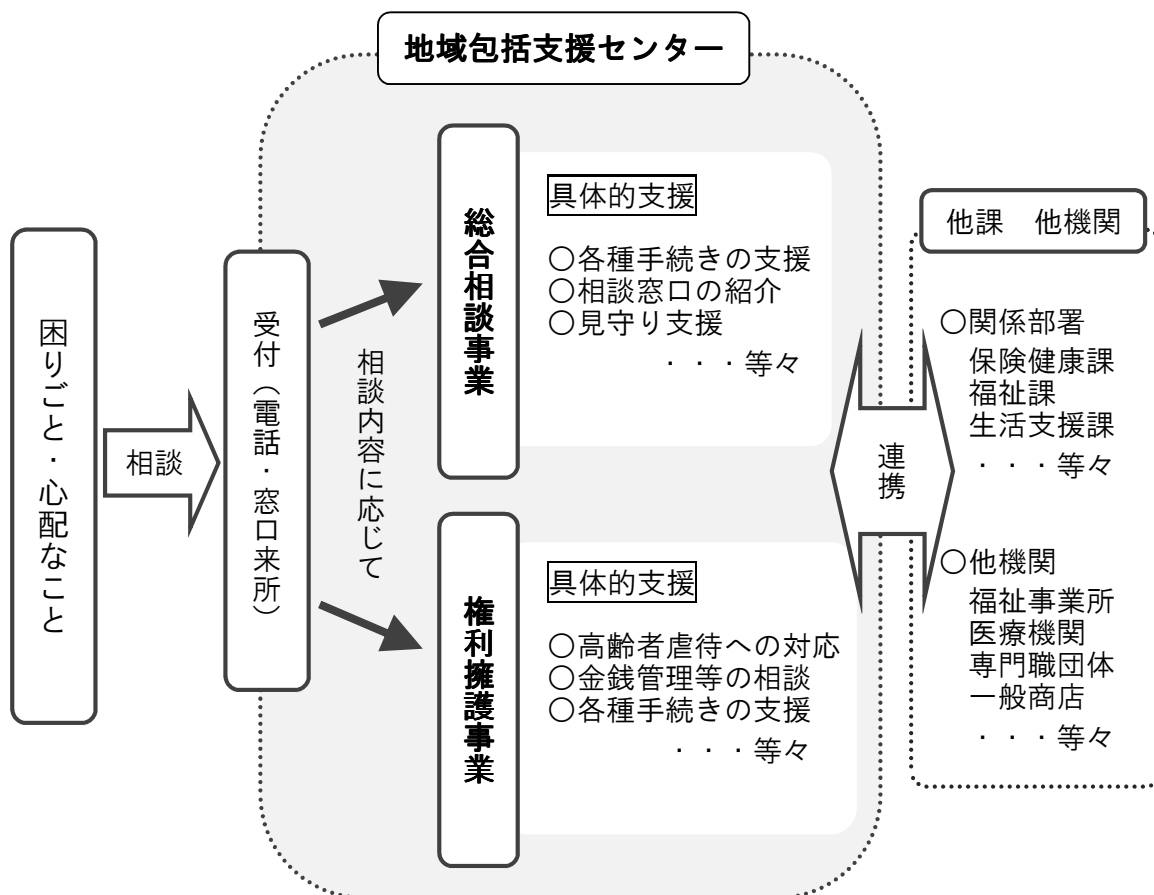 地域包括支援センター
困りごと・心配なこと
相談
受付（電話・窓口来所）
相談内容に応じて
総合相談事業
具体的支援
○各種手続きの支援
○相談窓口の紹介
○見守り支援
・・・等々
権利擁護事業
具体的支援
○高齢者虐待への対応
○金銭管理等の相談
○各種手続きの支援
・・・等々
連携
他課　他機関
○関係部署
保険健康課
福祉課
生活支援課
・・・等々
○他機関
福祉事業所
医療機関
専門職団体
一般商店
・・・等々